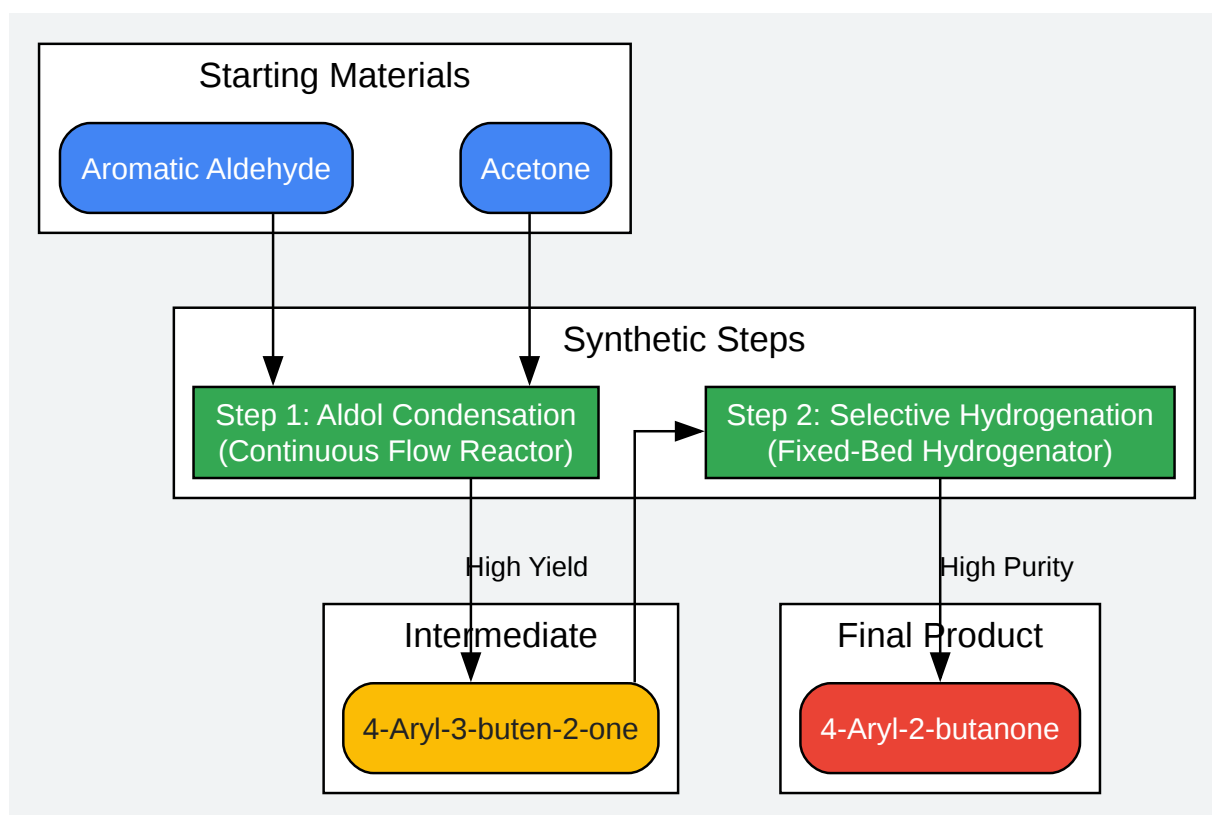 Starting Materials
Aromatic Aldehyde
Acetone
Synthetic Steps
Step 1: Aldol Condensation
(Continuous Flow Reactor)
Step 2: Selective Hydrogenation
(Fixed-Bed Hydrogenator)
High Yield
High Purity
Intermediate
4-Aryl-3-buten-2-one
Final Product
4-Aryl-2-butanone